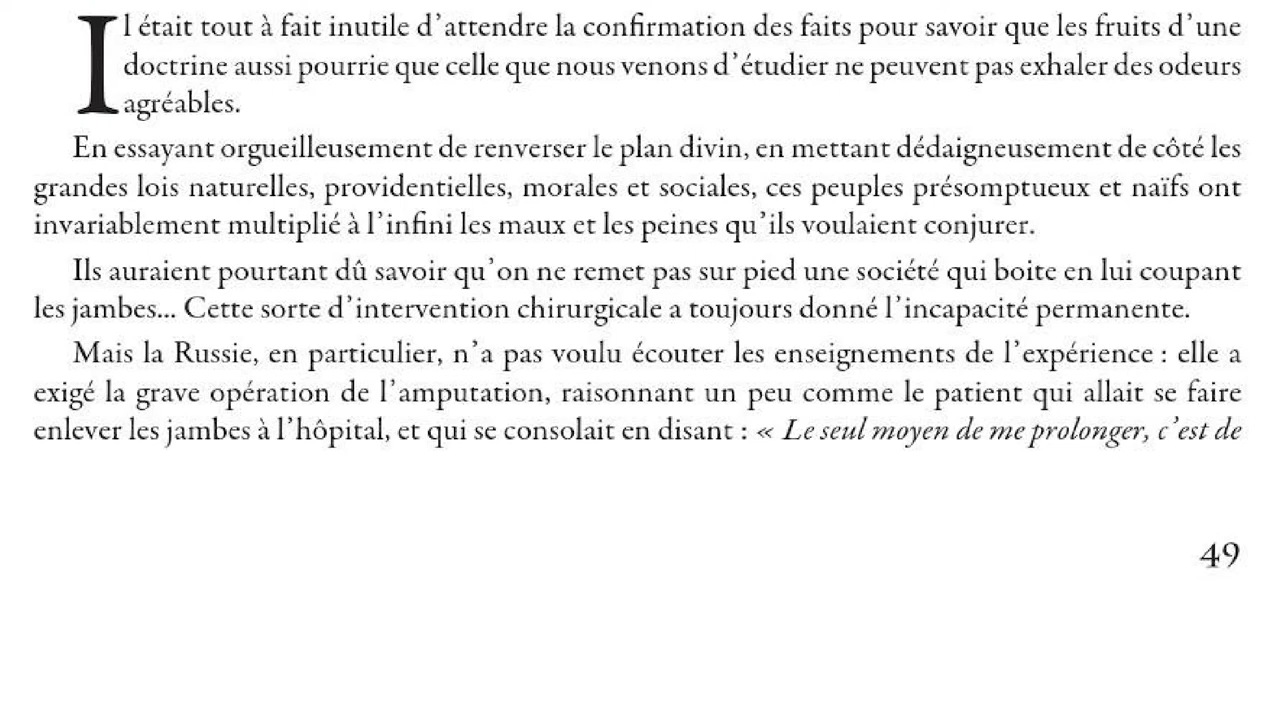 Il était tout à fait inutile d’attendre la confirmation des faits pour savoir que les fruits d’une
doctrine aussi pourrie que celle que nous venons d’étudier ne peuvent pas exhaler des odeurs
agréables.
En essayant orgueilleusement de renverser le plan divin, en mettant dédaigneusement de côté les
grandes lois naturelles, providentielles, morales et sociales, ces peuples présomptueux et naïfs ont
invariablement multiplié à l’infini les maux et les peines qu’ils voulaient conjurer.
Ils auraient pourtant dû savoir qu’on ne remet pas sur pied une société qui boite en lui coupant
les jambes... Cette sorte d’intervention chirurgicale a toujours donné l’incapacité permanente.
Mais la Russie, en particulier, n’a pas voulu écouter les enseignements de l’expérience : elle a
exigé la grave opération de l’amputation, raisonnant un peu comme le patient qui allait se faire
enlever les jambes à l’hôpital, et qui se consolait en disant : « Le seul moyen de me prolonger, c’est de
49